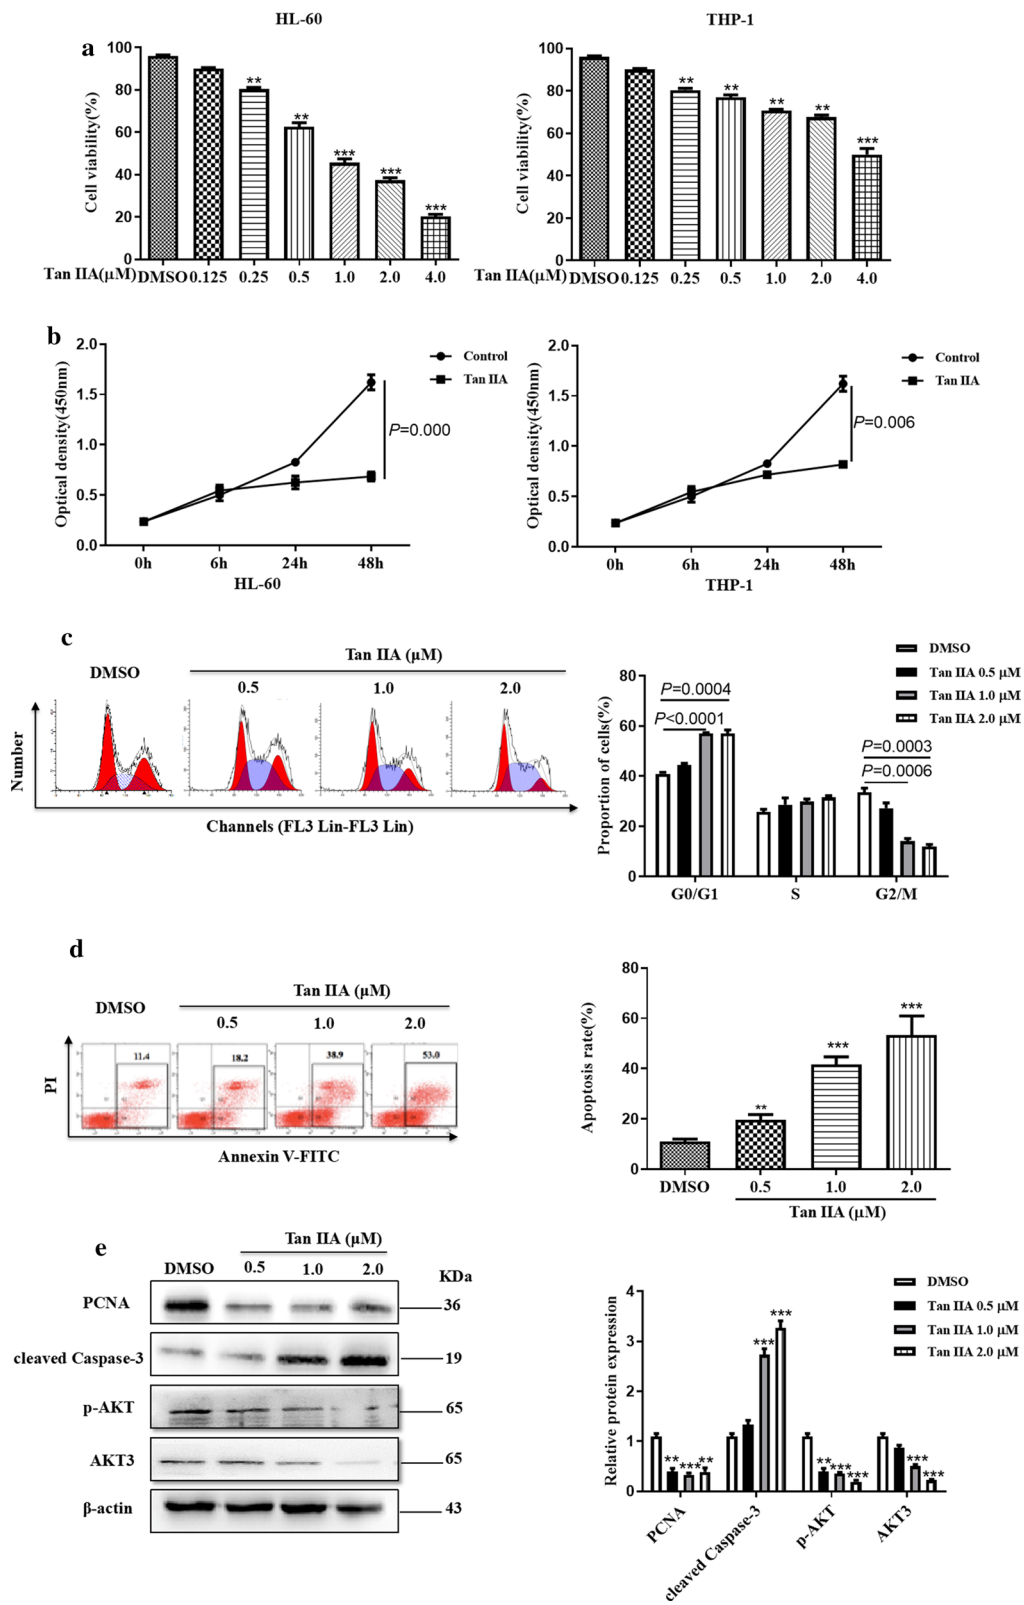 HL-60
THP-1
a
Cell viability(%)
100
80
60
40
20
0
**
**
***
***
***
Tan IIA(μM) DMSO 0.125 0.25 0.5 1.0 2.0 4.0
Cell viability(%)
100
80
60
40
20
0
**
**
**
**
***
Tan IIA(μM) DMSO 0.125 0.25 0.5 1.0 2.0 4.0
b
Optical density(450nm)
2.0
1.5
1.0
0.5
0.0
Control
Tan IIA
P=0.000
0h 6h 24h 48h
HL-60
Optical density(450nm)
2.0
1.5
1.0
0.5
0.0
Control
Tan IIA
P=0.006
0h 6h 24h 48h
THP-1
c
Tan IIA (μM)
DMSO
0.5 1.0 2.0
Number
Channels (FL3 Lin-FL3 Lin)
DMSO
Tan IIA 0.5 μM
Tan IIA 1.0 μM
Tan IIA 2.0 μM
Proportion of cells(%)
80
60
40
20
0
P=0.0004
P<0.0001
P=0.0003
P=0.0006
G0/G1 S G2/M
d
Tan IIA (μM)
DMSO
0.5 1.0 2.0
PI
11.4 18.2 38.9 53.0
Annexin V-FITC
Apoptosis rate(%)
80
60
40
20
0
**
***
***
DMSO 0.5 1.0 2.0
Tan IIA (μM)
e
Tan IIA (μM)
DMSO 0.5 1.0 2.0 KDa
PCNA 36
cleaved Caspase-3 19
p-AKT 65
AKT3 65
β-actin 43
DMSO
Tan IIA 0.5 μM
Tan IIA 1.0 μM
Tan IIA 2.0 μM
Relative protein expression
4
3
2
1
0
** *** **
*** ***
** *** ***
*** ***
PCNA
cleaved Caspase-3
p-AKT
AKT3